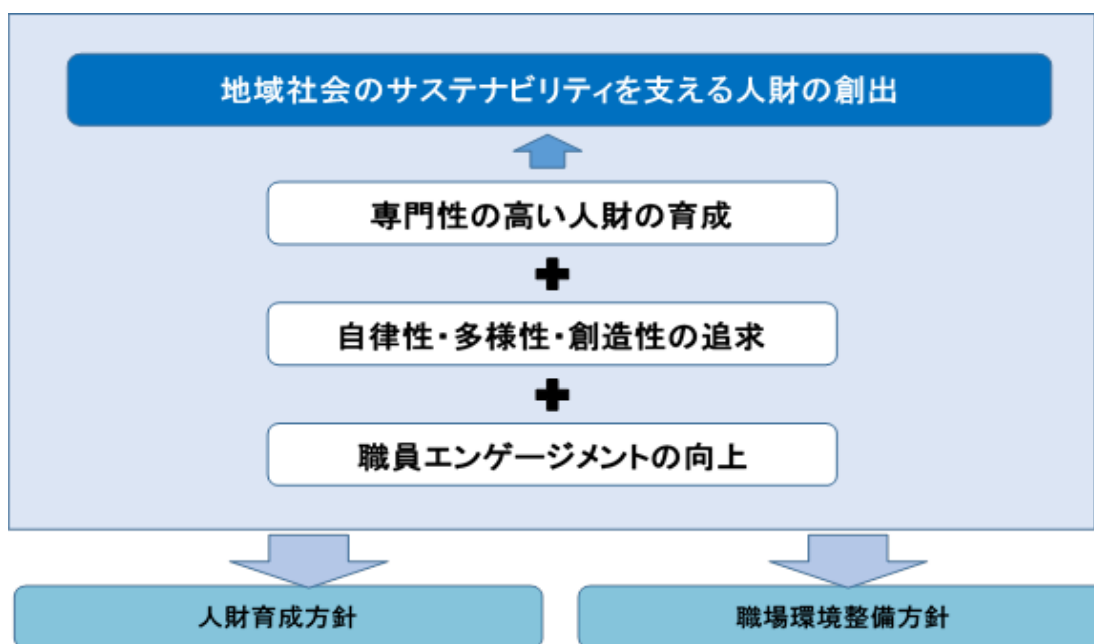 地域社会のサステナビリティを支える人財の創出
専門性の高い人財の育成
自律性・多様性・創造性の追求
職員エンゲージメントの向上
人財育成方針
職場環境整備方針